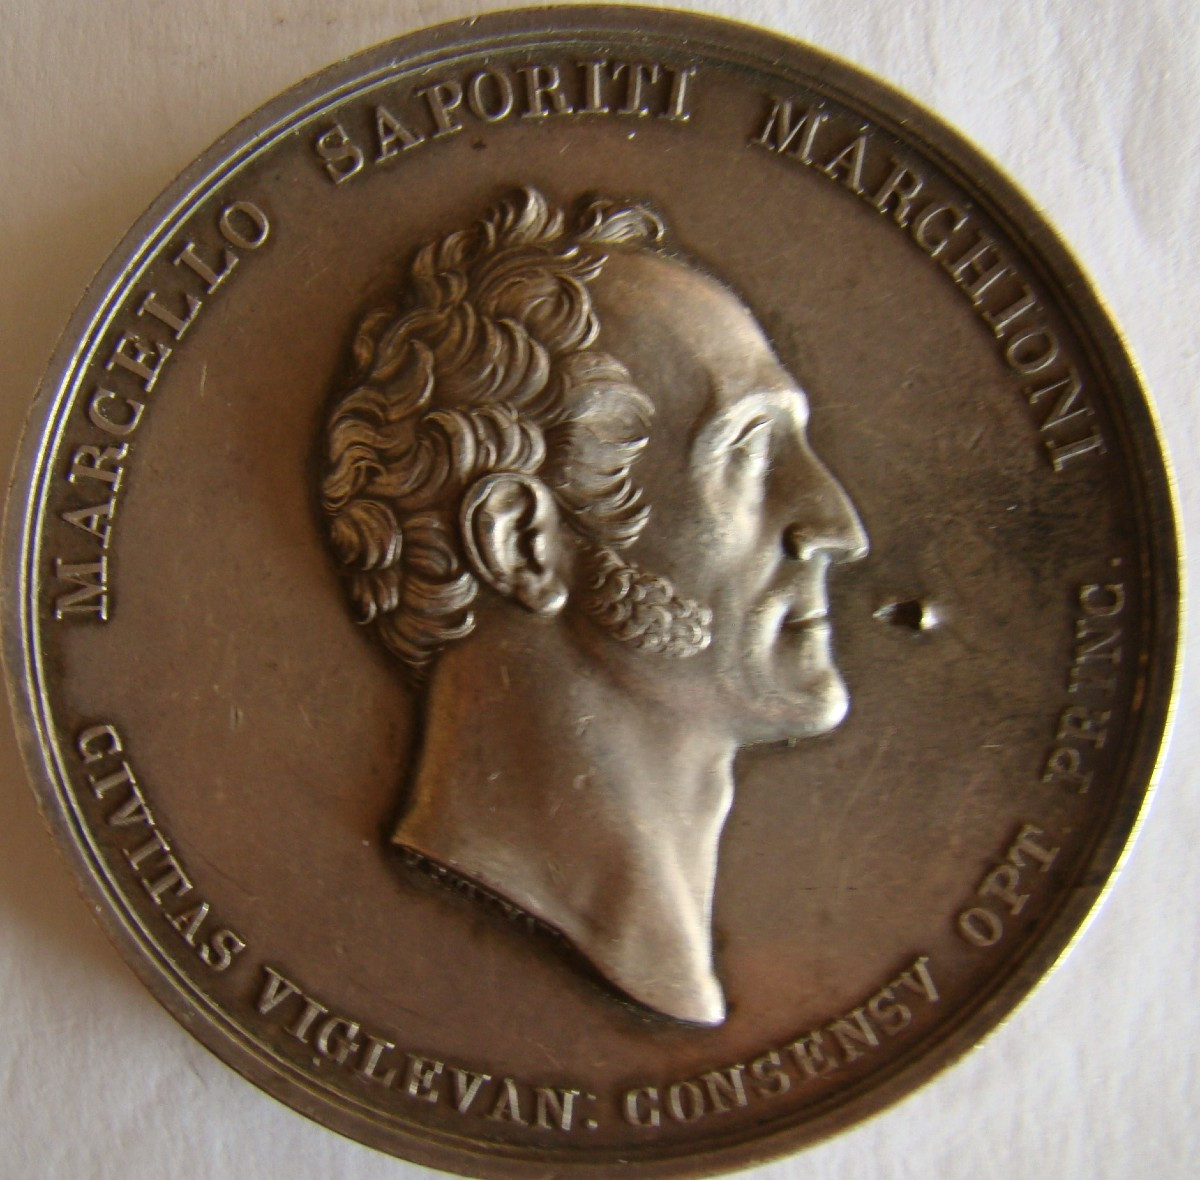 MARCELLO SAPORITI MARCHIONI
CIVITAS VIGLEVAN. CONSENSV OPT. PRINC.